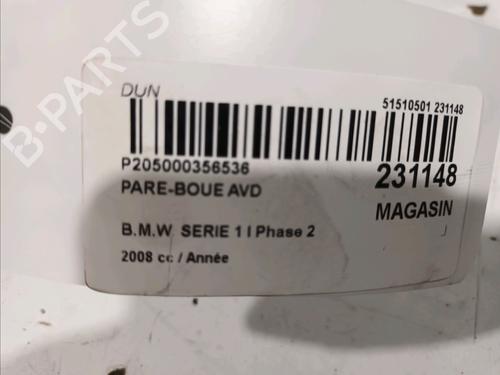 B-PARTS
DUN
51510501 231148
P205000356536
231148
PARE-BOUE AVD
MAGASIN
B.M.W. SERIE 1 I Phase 2
2008 cc / Année